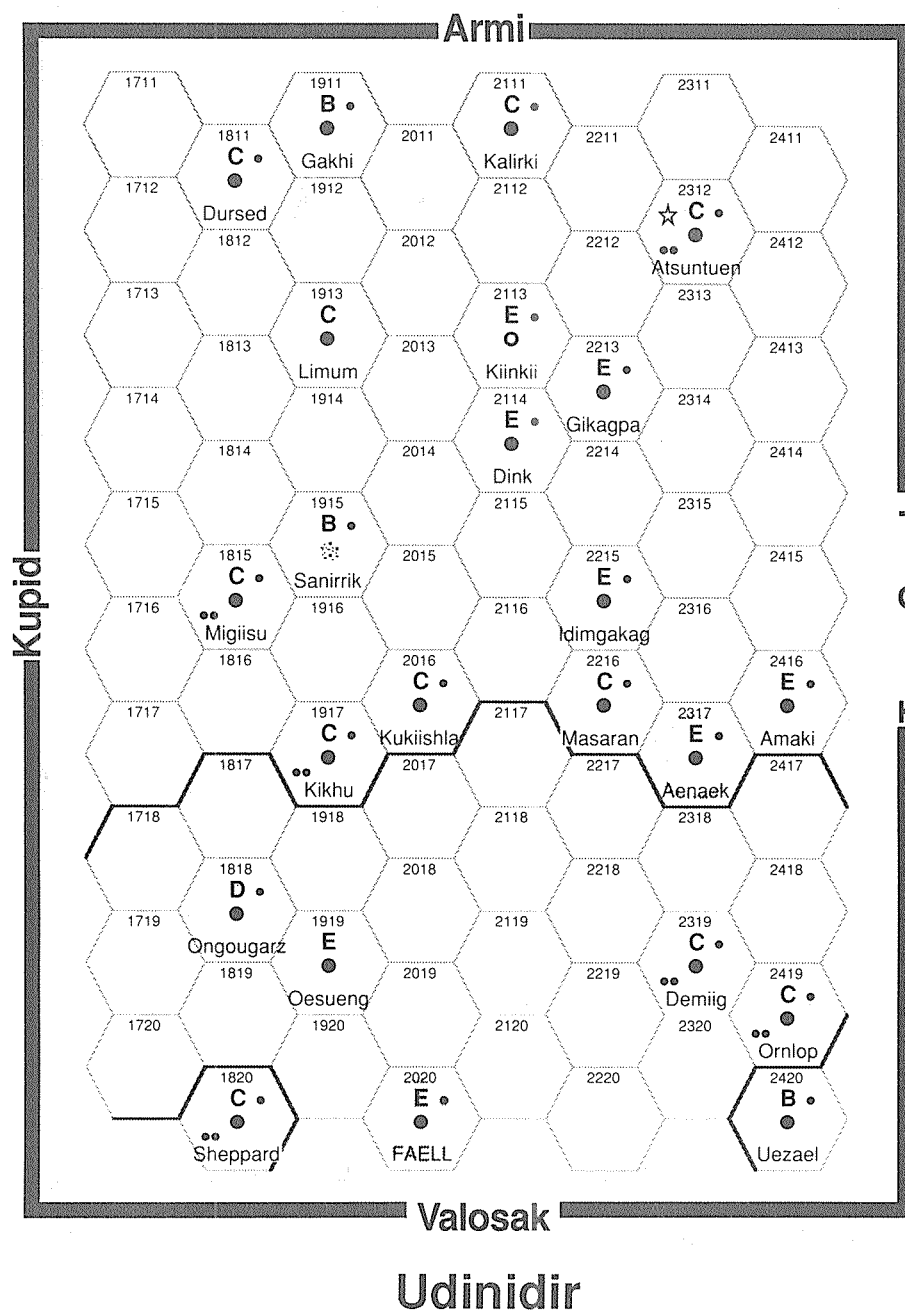 Armi
1711 1911 2111 2311
B C
1811 2011 2211 2411
C Gakhi Kalirki
1712 1912 2112 2312
Dursed C
1812 2012 2212 2412
Atsuntuen
1713 1913 2113 2313
C E
1813 2013 2213 2413
Limum Kiinkii E
1714 1914 2114 2314
E Gikagpa
1814 2014 2214 2414
Dink
1715 1915 2115 2315
B
1815 2015 2215 2415
C Sanirrik E
1716 1916 2116 2316
Migiisu Idimgakag
1816 2016 2216 2416
C C E
1717 1917 2117 2317
C Kukiishla Masaran E Amaki
1817 2017 2217 2417
Kikhu Aenaek
1718 1918 2118 2318
1818 2018 2218 2418
D
1719 1919 2119 2319
Ongougarz E C
1819 2019 2219 2419
Oesueng Demiig C
1720 1920 2120 2320
Ornlop
1820 2020 2220 2420
C E B
Sheppard FAELL Uezael
Kupid
Valosak
Udinidir